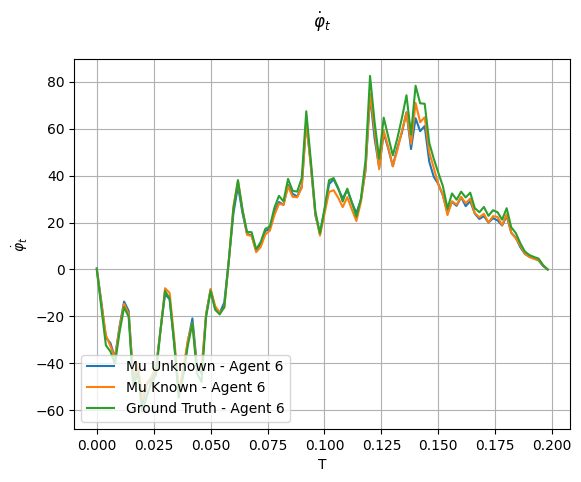 φ̇ₜ
φ̇ₜ
80
60
40
20
0
−20
−40
−60
Mu Unknown - Agent 6
Mu Known - Agent 6
Ground Truth - Agent 6
0.000 0.025 0.050 0.075 0.100 0.125 0.150 0.175 0.200
T